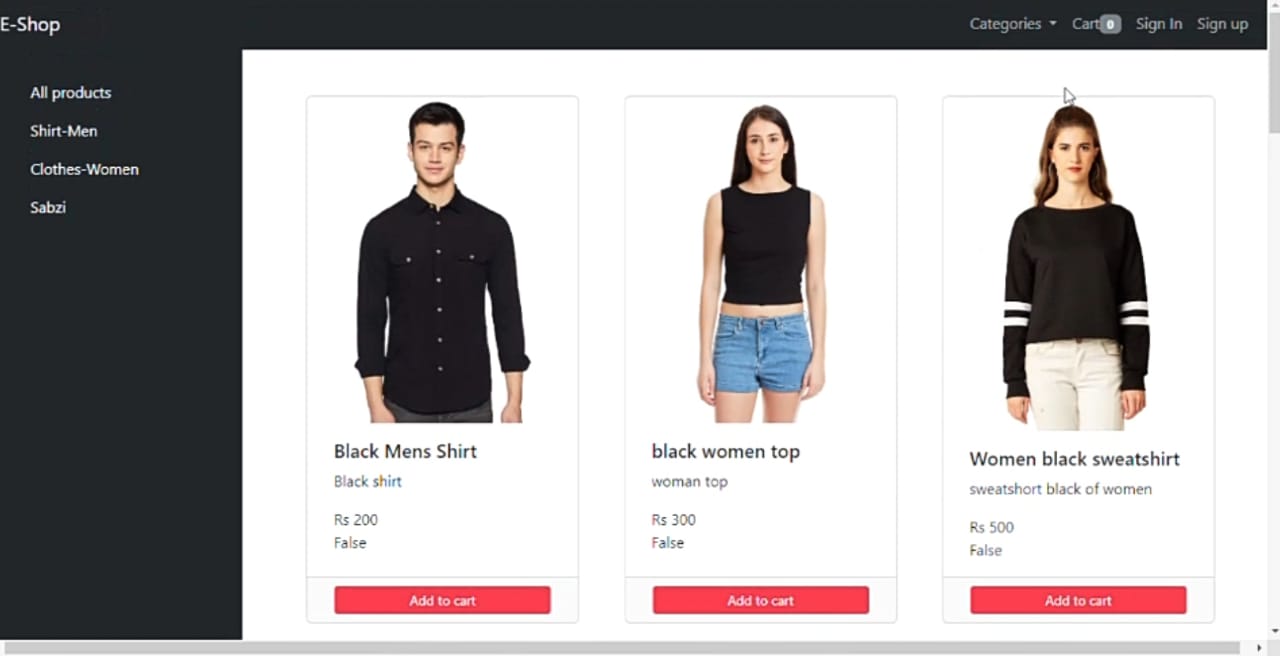 E-Shop
Categories
Cart 0
Sign In
Sign up
All products
Shirt-Men
Clothes-Women
Sabzi
Black Mens Shirt
Black shirt
Rs 200
False
Add to cart
black women top
woman top
Rs 300
False
Add to cart
Women black sweatshirt
sweatshort black of women
Rs 500
False
Add to cart